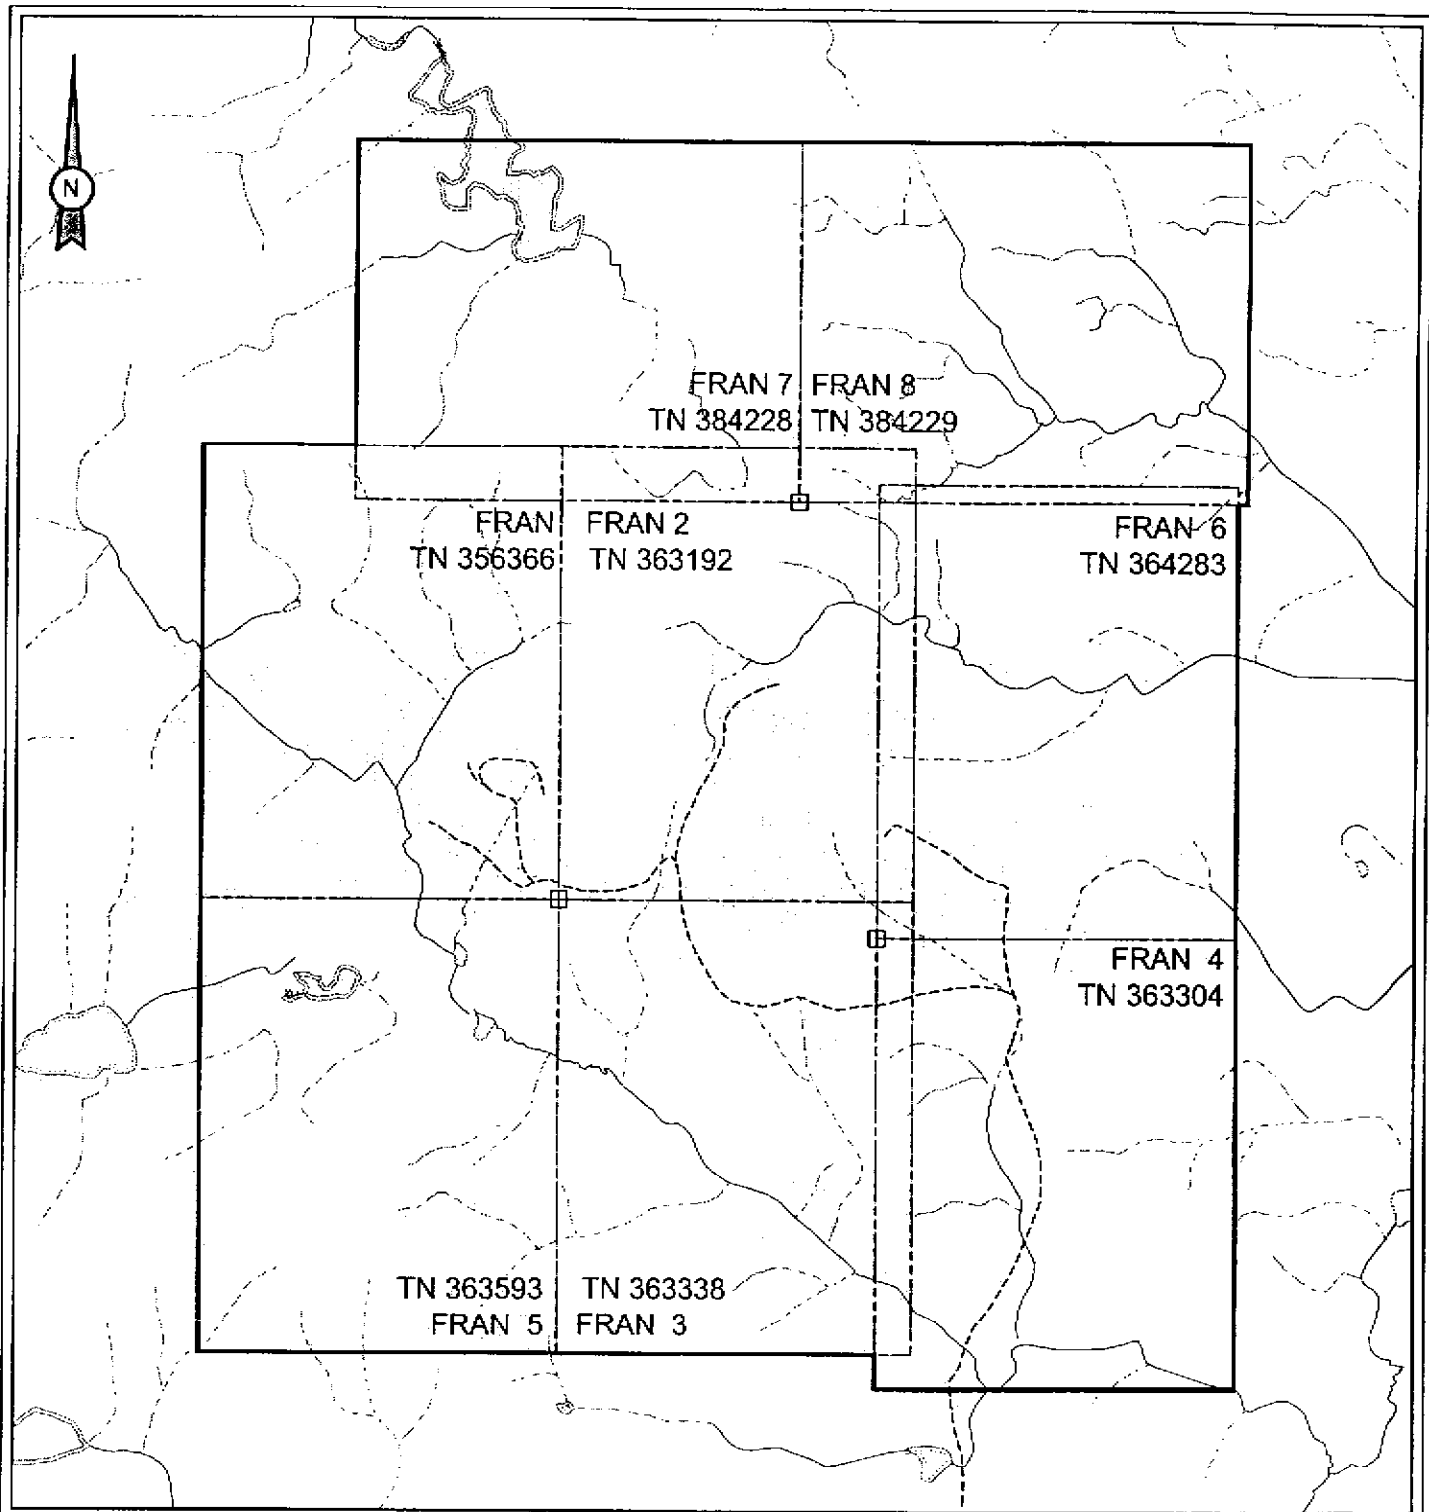 N
FRAN 7
TN 384228
FRAN 8
TN 384229
FRAN
TN 356366
FRAN 2
TN 363192
FRAN 6
TN 364283
FRAN 4
TN 363304
TN 363593
FRAN 5
TN 363338
FRAN 3